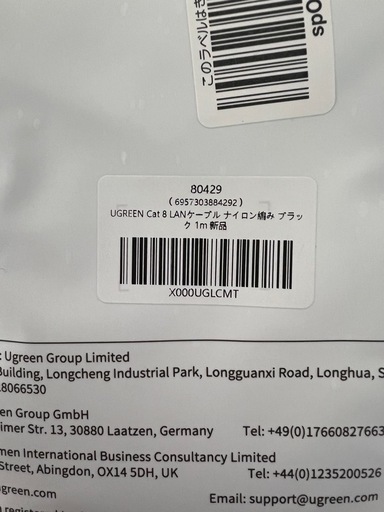 ods
このラベルはき
80429
( 6957303884292 )
UGREEN Cat 8 LANケーブル ナイロン編み ブラッ
ク 1m 新品
X000UGLCMT
: Ugreen Group Limited
Building, Longcheng Industrial Park, Longguanxi Road, Longhua, S
8066530
en Group GmbH
imer Str. 13, 30880 Laatzen, Germany Tel: +49(0)17660827663
men International Business Consultancy Limited
Street, Abingdon, OX14 5DH, UK Tel: +44(0)1235200526
green.com Email: support@ugreen.com